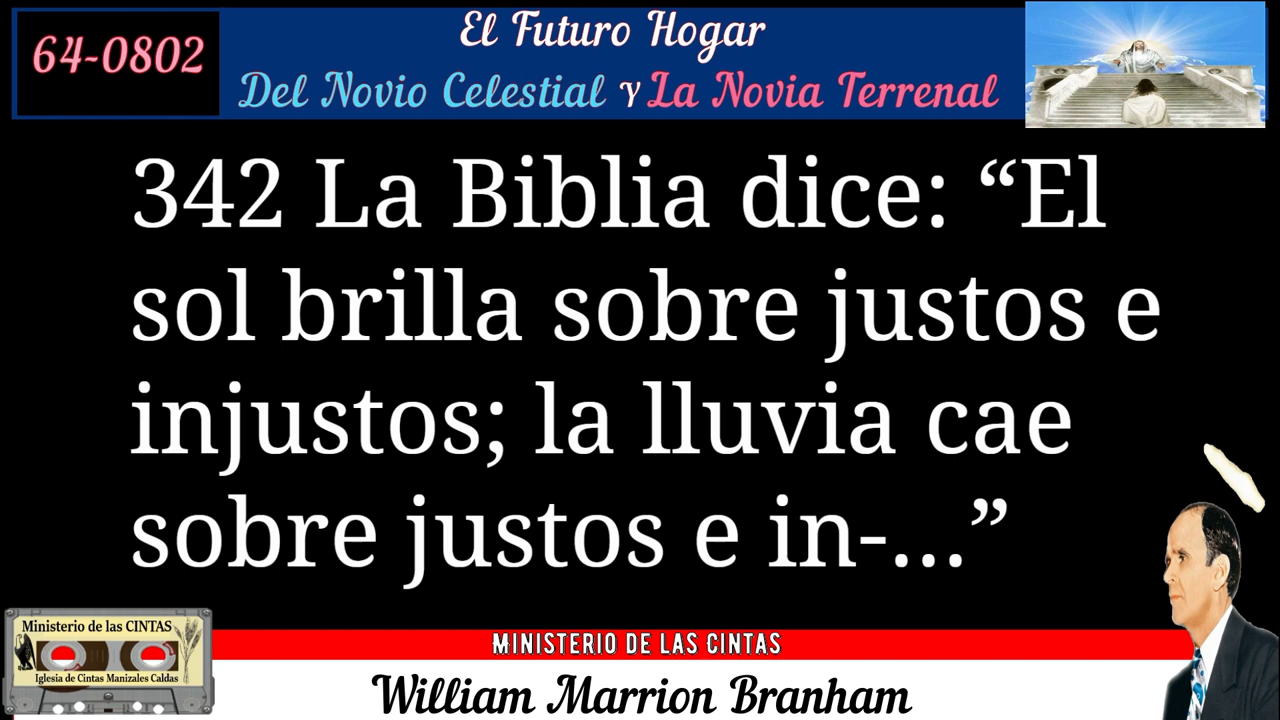 64-0802
El Futuro Hogar
Del Novio Celestial Y La Novia Terrenal
342 La Biblia dice: “El
sol brilla sobre justos e
injustos; la lluvia cae
sobre justos e in-...”
Ministerio de las CINTAS
Iglesia de Cintas Manizales Caldas
MINISTERIO DE LAS CINTAS
William Marrion Branham